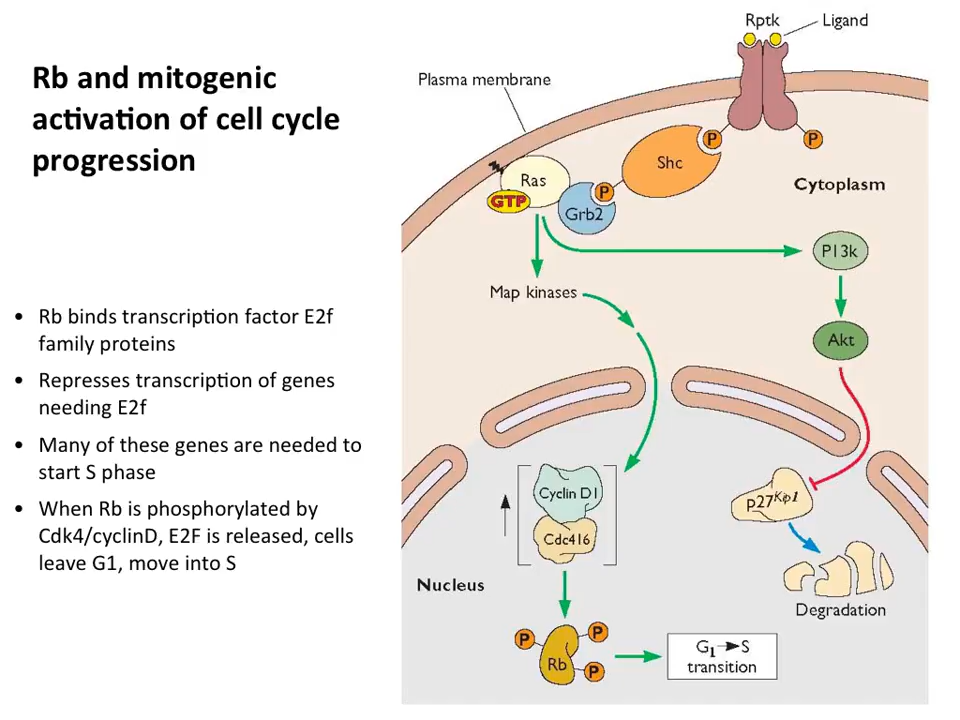 Rb and mitogenic
activation of cell cycle
progression
• Rb binds transcription factor E2f
family proteins
• Represses transcription of genes
needing E2f
• Many of these genes are needed to
start S phase
• When Rb is phosphorylated by
Cdk4/cyclinD, E2F is released, cells
leave G1, move into S
Rptk
Ligand
Plasma membrane
P
P
Shc
Ras
GTP
P
Grb2
Cytoplasm
P13k
Map kinases
Akt
Cyclin D1
Cdc416
p27Kip1
Nucleus
Degradation
P
P
P
Rb
G1 → S
transition